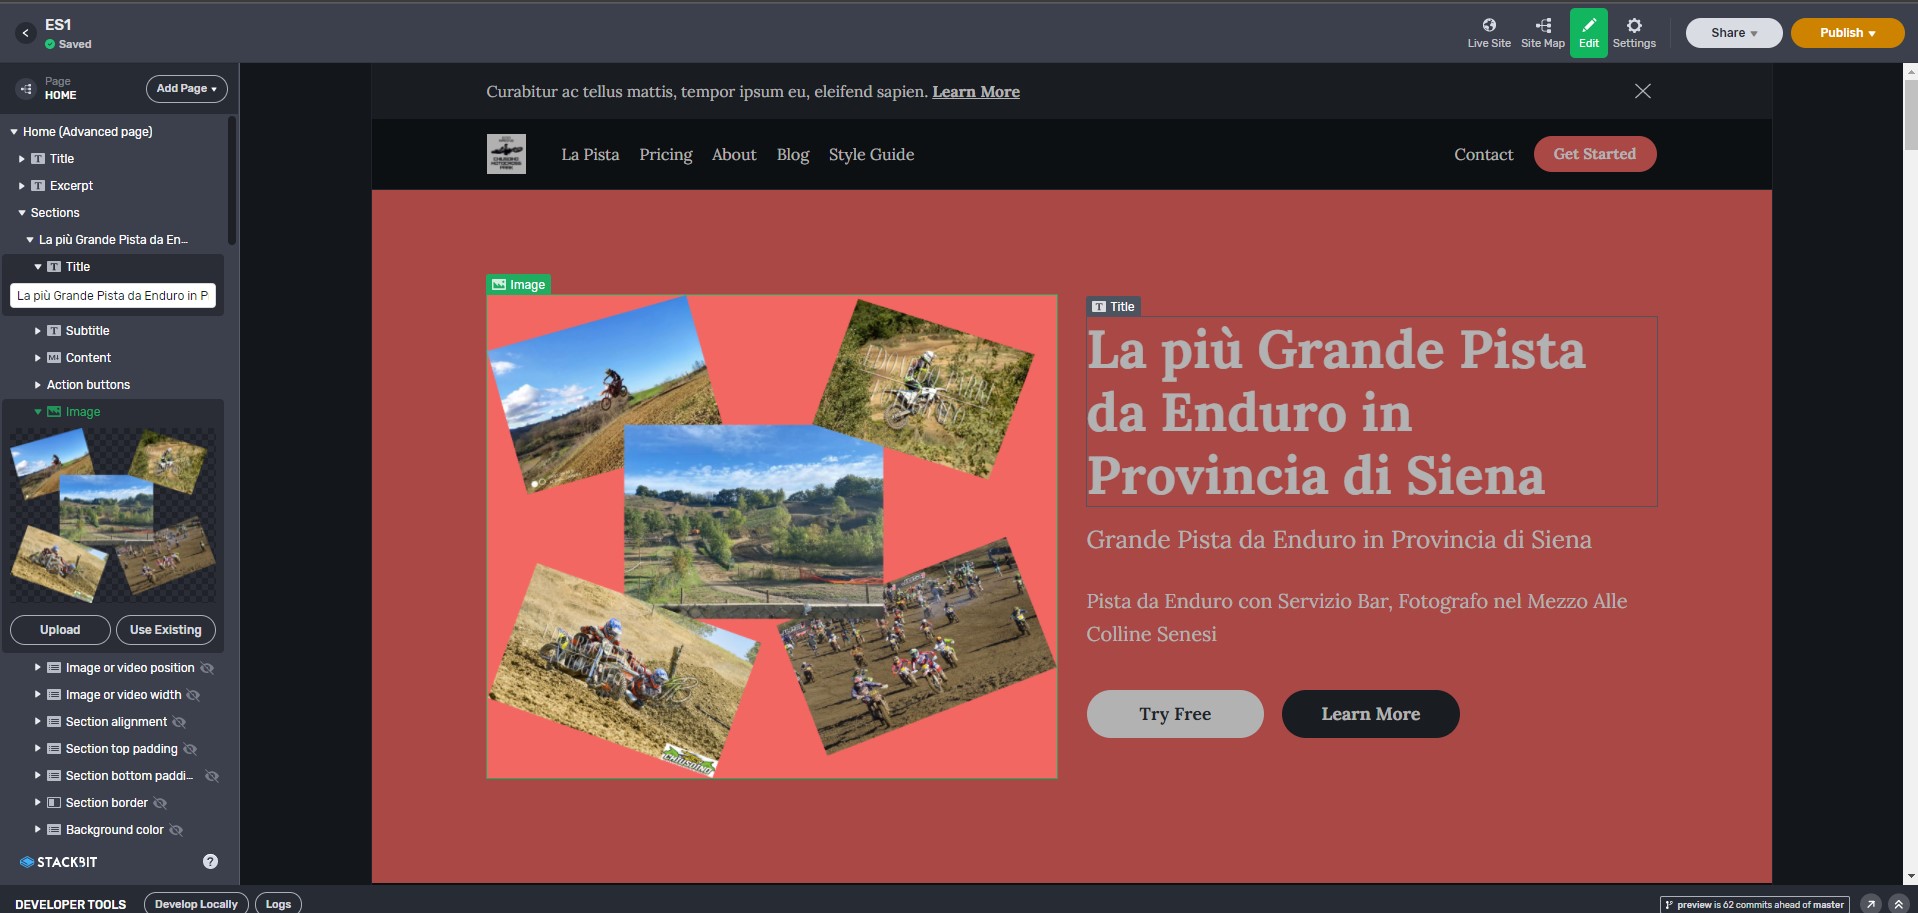 ES1
Saved
Live Site
Site Map
Edit
Settings
Share
Publish
Page
HOME
Add Page
Home (Advanced page)
Title
Excerpt
Sections
La più Grande Pista da En...
Title
La più Grande Pista da Enduro in P
Subtitle
Content
Action buttons
Image
Upload
Use Existing
Image or video position
Image or video width
Section alignment
Section top padding
Section bottom paddi...
Section border
Background color
STACKBIT
?
Curabitur ac tellus mattis, tempor ipsum eu, eleifend sapien. Learn More
CHIUSDINO
MOTOCROSS
PARK
La Pista
Pricing
About
Blog
Style Guide
Contact
Get Started
Image
CHIUSDINO
Title
La più Grande Pista
da Enduro in
Provincia di Siena
Grande Pista da Enduro in Provincia di Siena
Pista da Enduro con Servizio Bar, Fotografo nel Mezzo Alle
Colline Senesi
Try Free
Learn More
DEVELOPER TOOLS
Develop Locally
Logs
preview is 62 commits ahead of master